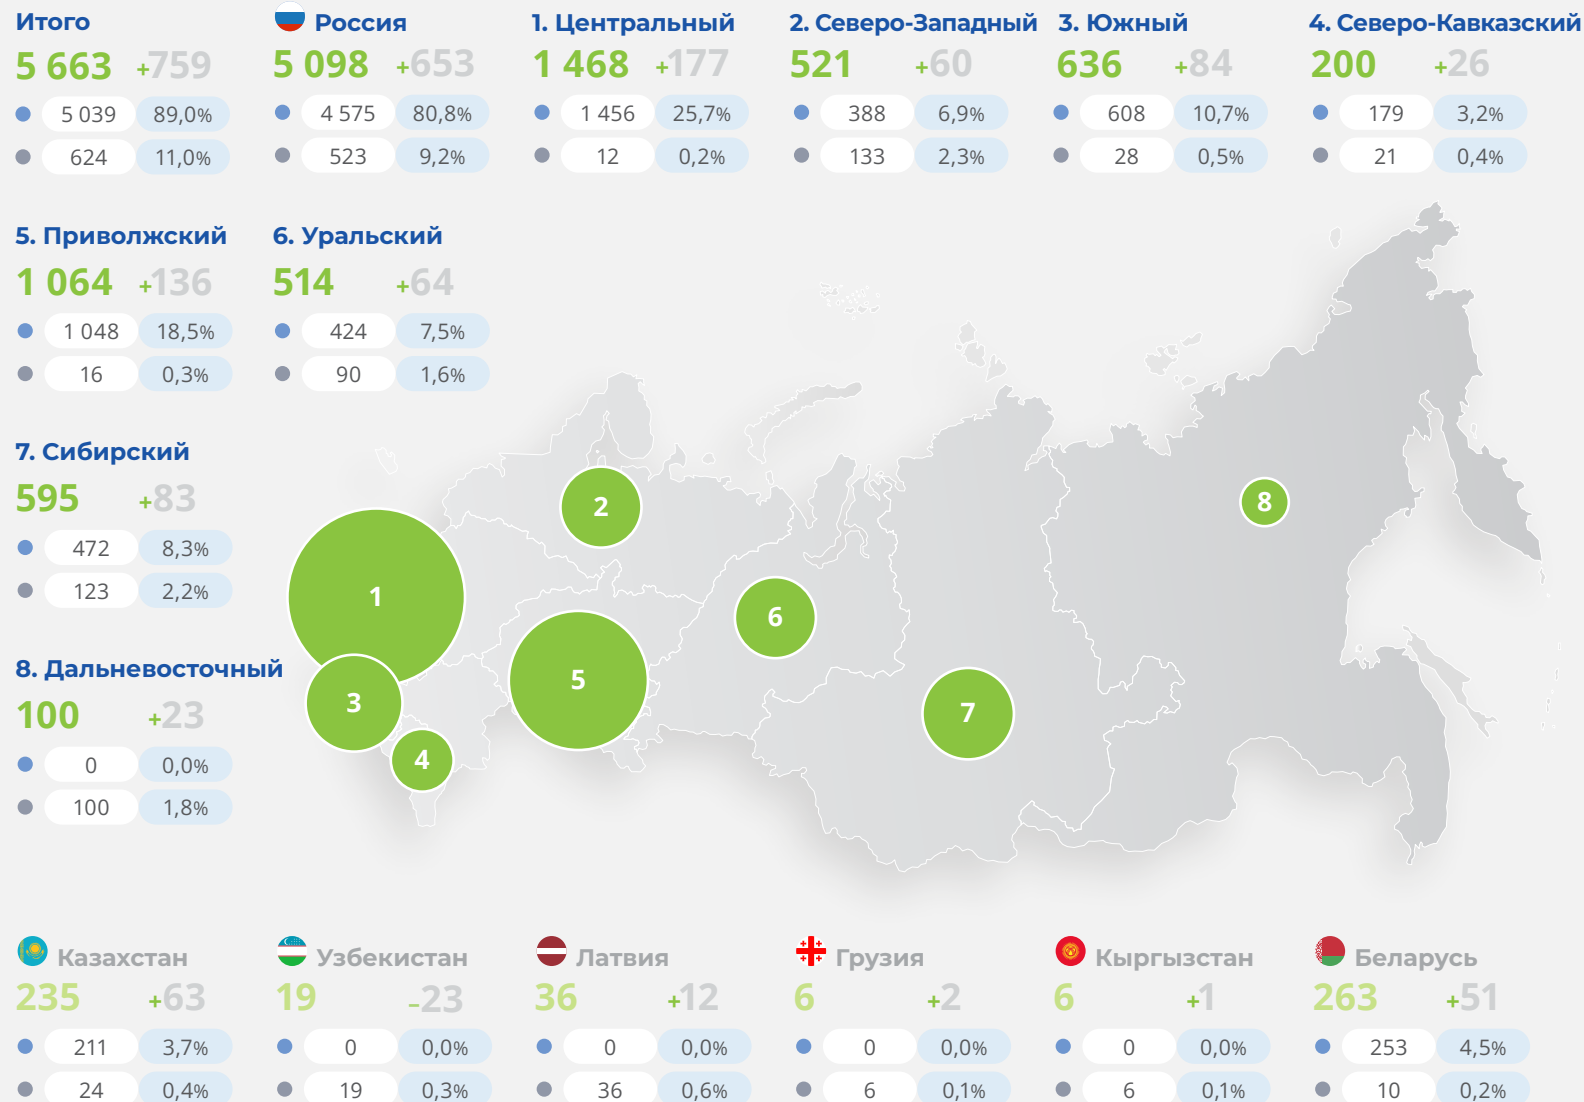 Итого
5 663 +759
5 039 89,0%
624 11,0%
Россия
5 098 +653
4 575 80,8%
523 9,2%
1. Центральный
1 468 +177
1 456 25,7%
12 0,2%
2. Северо-Западный
521 +60
388 6,9%
133 2,3%
3. Южный
636 +84
608 10,7%
28 0,5%
4. Северо-Кавказский
200 +26
179 3,2%
21 0,4%
5. Приволжский
1 064 +136
1 048 18,5%
16 0,3%
6. Уральский
514 +64
424 7,5%
90 1,6%
7. Сибирский
595 +83
472 8,3%
123 2,2%
8. Дальневосточный
100 +23
0 0,0%
100 1,8%
1
2
3
4
5
6
7
8
Казахстан
235 +63
211 3,7%
24 0,4%
Узбекистан
19 -23
0 0,0%
19 0,3%
Латвия
36 +12
0 0,0%
36 0,6%
Грузия
6 +2
0 0,0%
6 0,1%
Кыргызстан
6 +1
0 0,0%
6 0,1%
Беларусь
263 +51
253 4,5%
10 0,2%